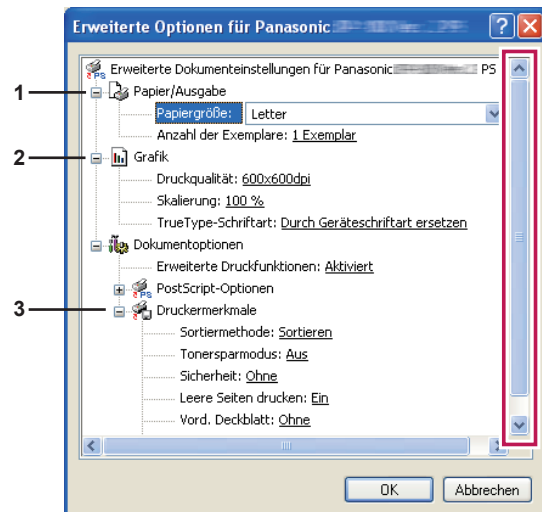 Erweiterte Optionen für Panasonic
Erweiterte Dokumenteinstellungen für Panasonic PS
1 Papier/Ausgabe
Papiergröße: Letter
Anzahl der Exemplare: 1 Exemplar
2 Grafik
Druckqualität: 600x600dpi
Skalierung: 100 %
TrueType-Schriftart: Durch Geräteschriftart ersetzen
Dokumentoptionen
Erweiterte Druckfunktionen: Aktiviert
PS PostScript-Optionen
3 Druckermerkmale
Sortiermethode: Sortieren
Tonersparmodus: Aus
Sicherheit: Ohne
Leere Seiten drucken: Ein
Vord. Deckblatt: Ohne
OK Abbrechen